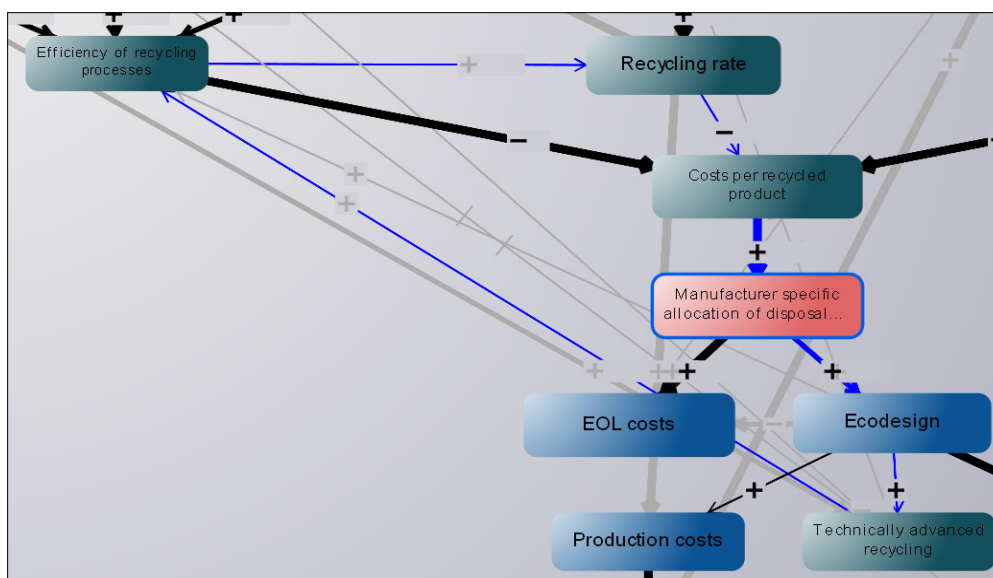 +
+
+
Efficiency of recycling
processes
+
Recycling rate
+
−
−
+
+
Costs per recycled
product
+
Manufacturer specific
allocation of disposal...
+
+
+
+
+
EOL costs
−
Ecodesign
+
+
Production costs
Technically advanced
recycling